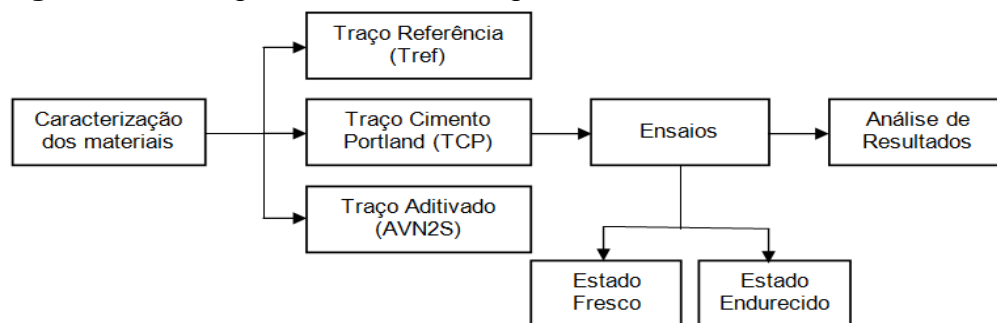 Traço Referência
(Tref)
Caracterização
dos materiais
Traço Cimento
Portland (TCP)
Ensaios
Análise de
Resultados
Traço Aditivado
(AVN2S)
Estado
Fresco
Estado
Endurecido